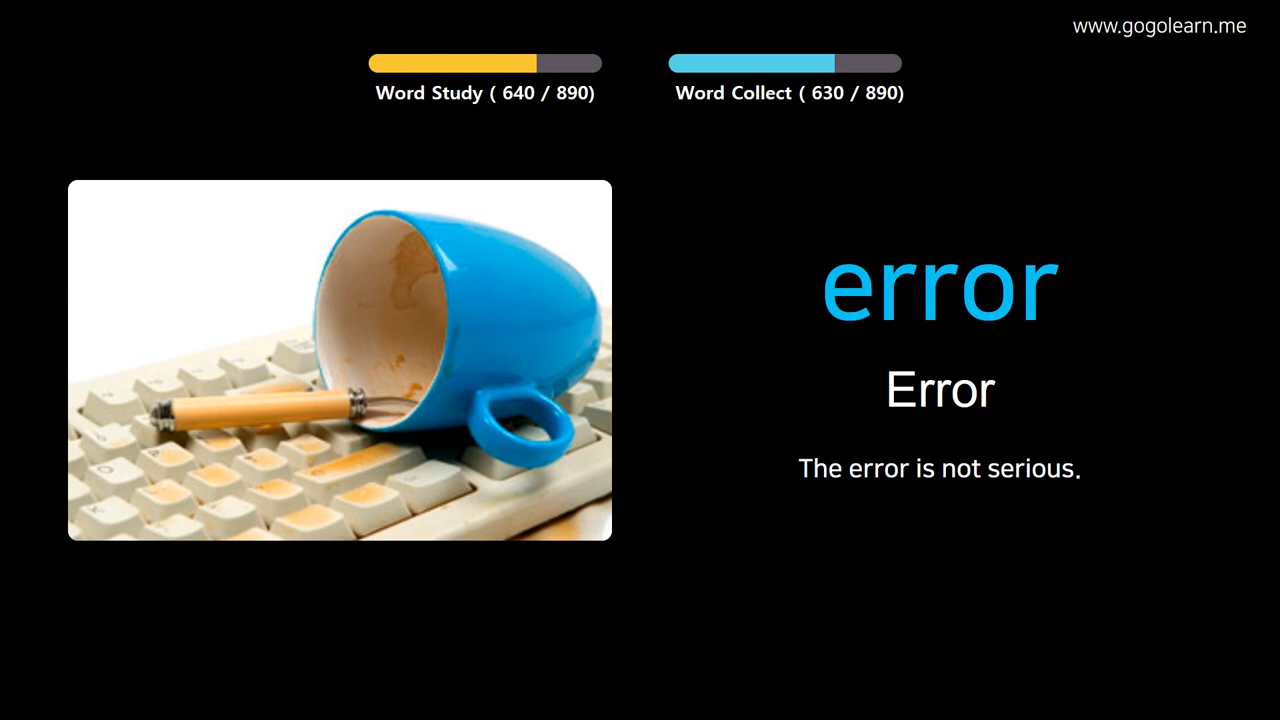 www.gogolearn.me
Word Study ( 640 / 890)
Word Collect ( 630 / 890)
error
Error
The error is not serious.